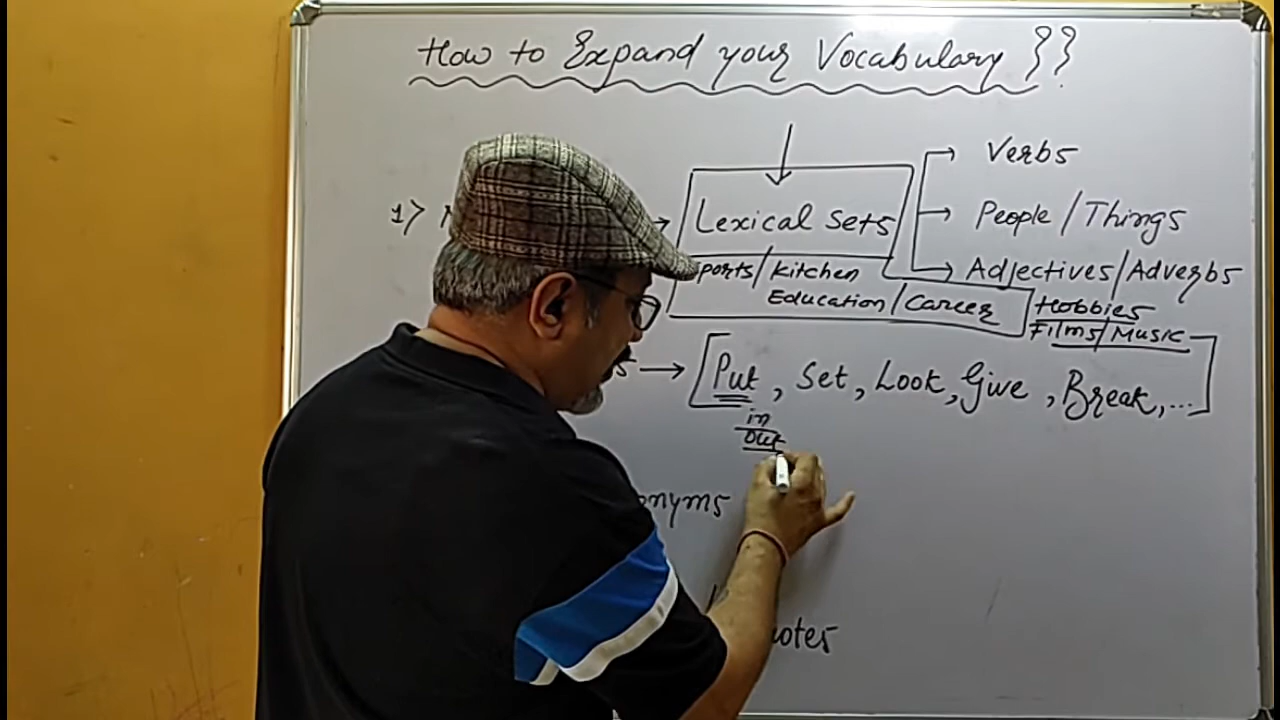 How to Expand your Vocabulary ??
Verbs
1) → Lexical Sets People/Things
Adjectives/Adverbs
ports/Kitchen
Education/Career Hobbies
Films/Music
→ Put, Set, Look, Give, Break,...
in
out
onyms
otes